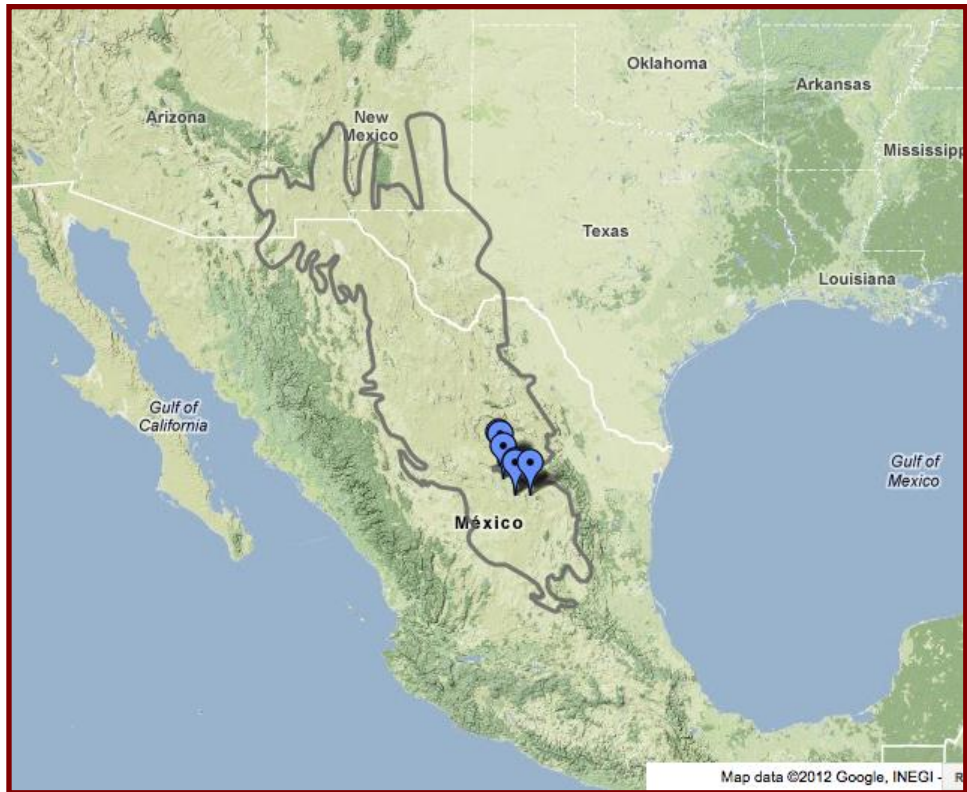 Oklahoma
Arkansas
Arizona
New
Mexico
Mississipp
Texas
Louisiana
Gulf of
California
Gulf of
Mexico
México
Map data ©2012 Google, INEGI - R